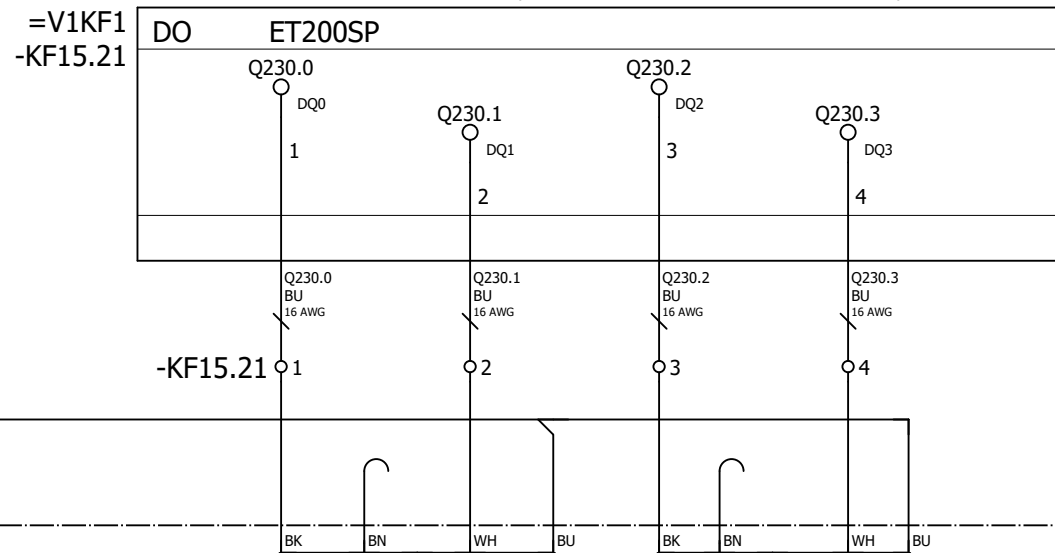 =V1KF1
-KF15.21
DO ET200SP
Q230.0 Q230.2
DQ0 DQ2
Q230.1 Q230.3
1 DQ1 3 DQ3
2 4
Q230.0 Q230.1 Q230.2 Q230.3
BU BU BU BU
16 AWG 16 AWG 16 AWG 16 AWG
-KF15.21 1 2 3 4
BK BN WH BU BK BN WH BU